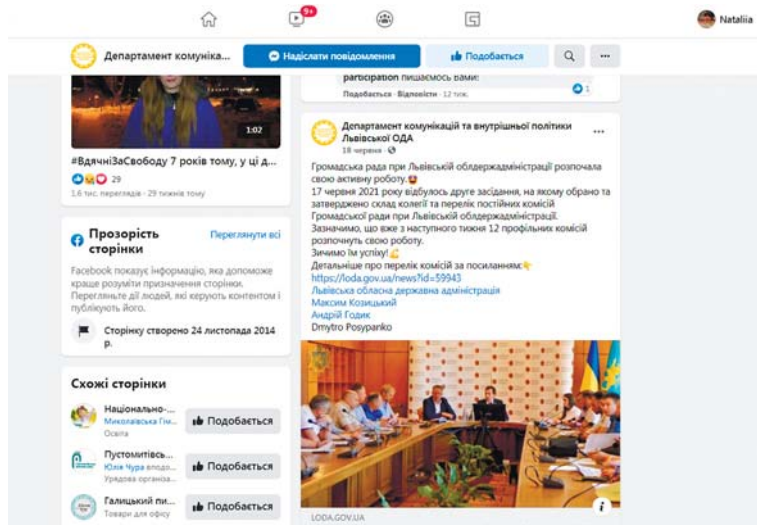 9+
Nataliia
Департамент комуніка...
Надіслати повідомлення
Подобається
1:02
#ВдячніЗаСвободу 7 років тому, у ці д...
29
1,6 тис. переглядів · 29 тижнів тому
Прозорість сторінки
Переглянути всі
Facebook показує інформацію, яка допоможе
краще розуміти призначення сторінки.
Перегляньте дії людей, які керують контентом і
публікують його.
Сторінку створено 24 листопада 2014
р.
Схожі сторінки
Національно-...
Миколаївська Гім...
Освіта
Подобається
Пустомитівсь...
Юлія Чура вподо...
Урядова організа...
Подобається
Галицький пи...
Товари для офісу
Подобається
participation пишаємось Вами!
Подобається · Відповісти · 12 тиж.
1
Департамент комунікацій та внутрішньої політики
Львівської ОДА
18 червня
Громадська рада при Львівській облдержадміністрації розпочала
свою активну роботу.
17 червня 2021 року відбулось друге засідання, на якому обрано та
затверджено склад колегії та перелік постійних комісій
Громадської ради при Львівській облдержадміністрації.
Зазначимо, що вже з наступного тижня 12 профільних комісій
розпочнуть свою роботу.
Зичимо їм успіху!
Детальніше про перелік комісій за посиланням:
https://loda.gov.ua/news?id=59943
Львівська обласна державна адміністрація
Максим Козицький
Андрій Годик
Dmytro Posypanko
LODA.GOV.UA